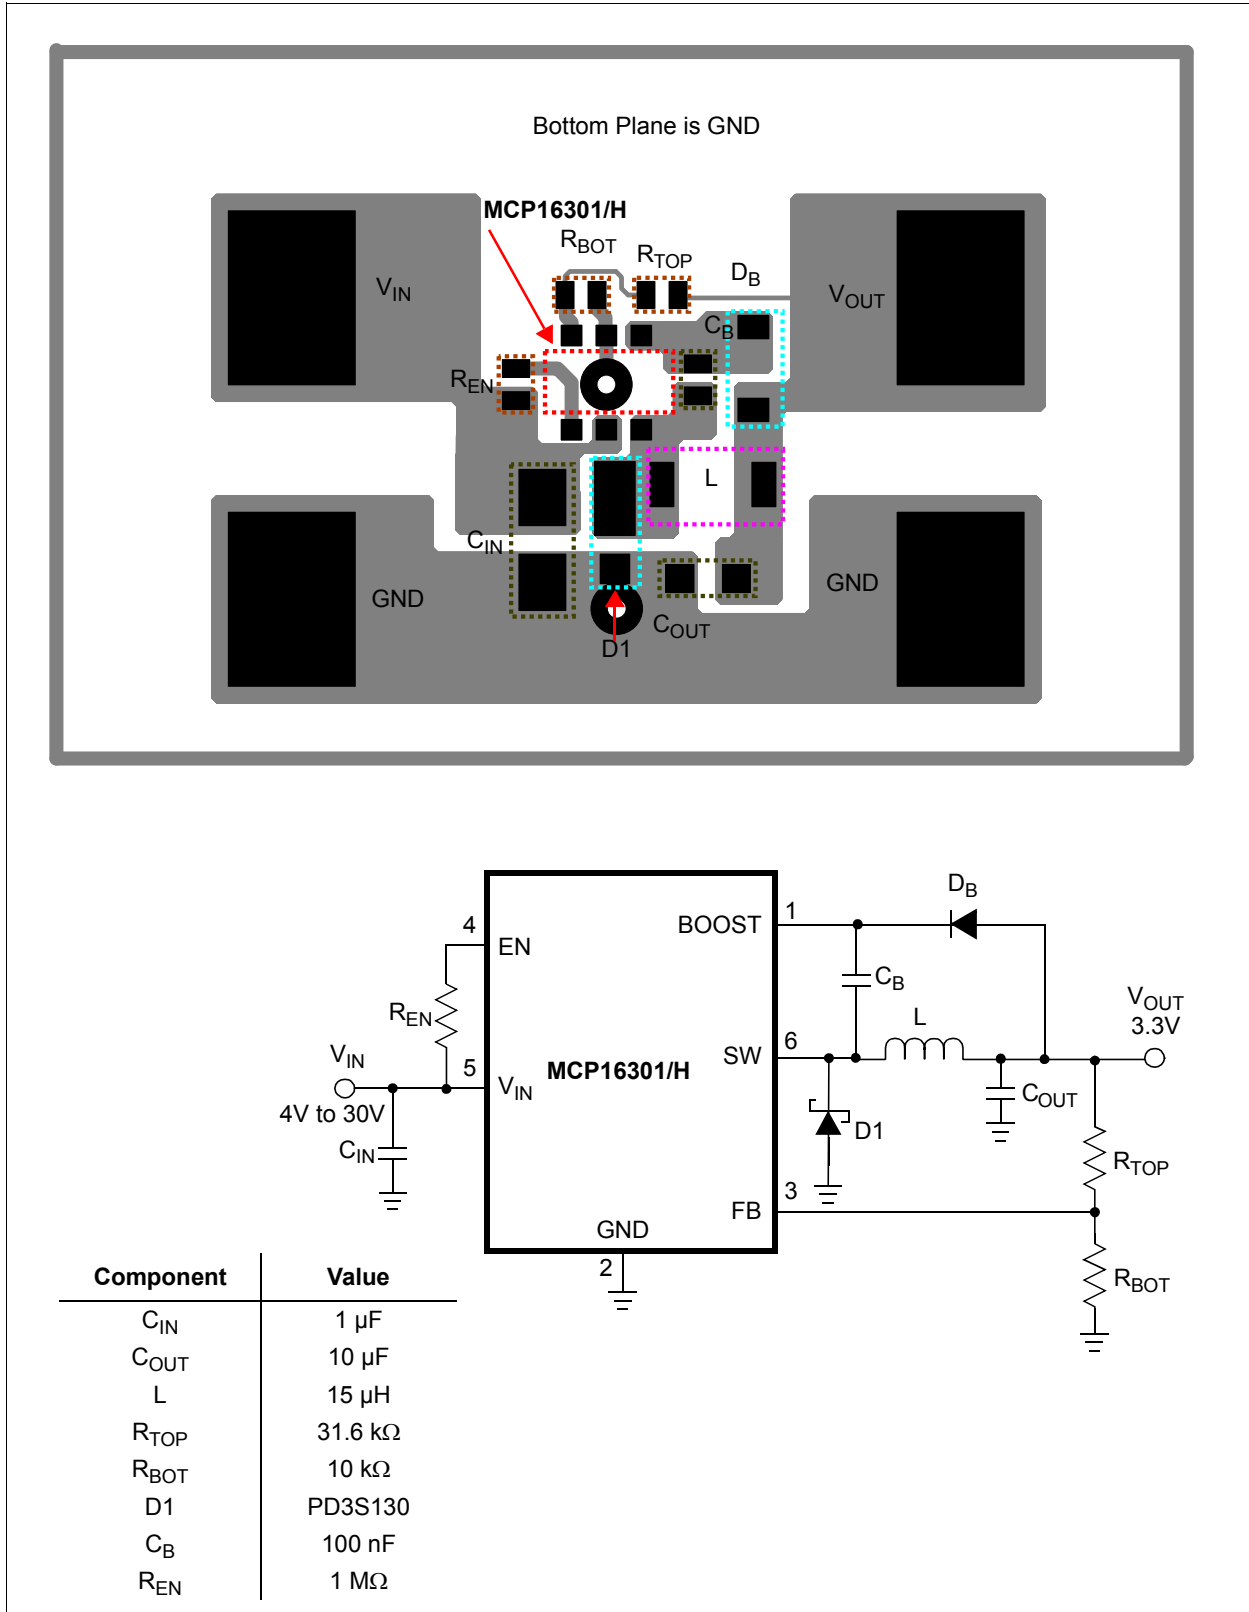 Bottom Plane is GND
MCP16301/H
RBOT
RTOP
DB
VIN
VOUT
CB
REN
L
CIN
GND
GND
COUT
D1
DB
4
BOOST
1
EN
CB
REN
VOUT
3.3V
L
VIN
5
VIN
MCP16301/H
SW
6
4V to 30V
COUT
CIN
D1
RTOP
3
FB
GND
2
RBOT
Component Value
CIN 1 µF
COUT 10 µF
L 15 µH
RTOP 31.6 kΩ
RBOT 10 kΩ
D1 PD3S130
CB 100 nF
REN 1 MΩ